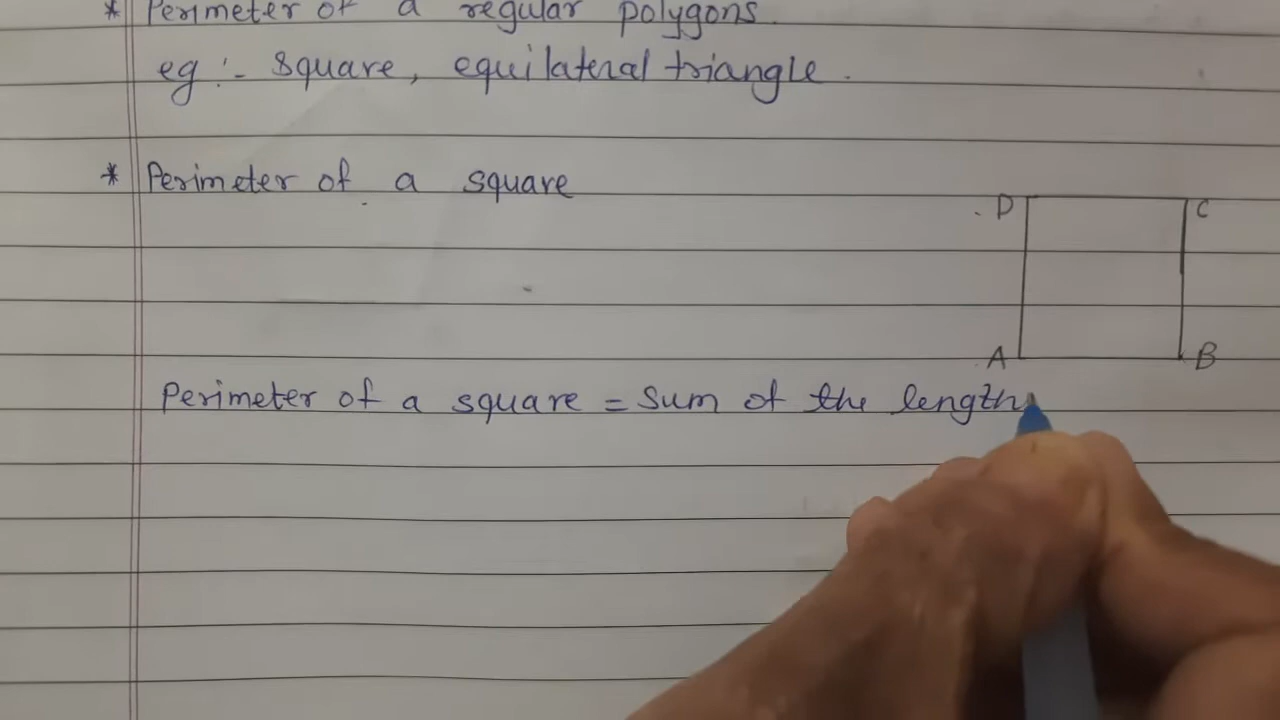 * Perimeter of a regular polygons.
eg :- square, equilateral triangle.
* Perimeter of a square
D C
A B
Perimeter of a square = Sum of the length